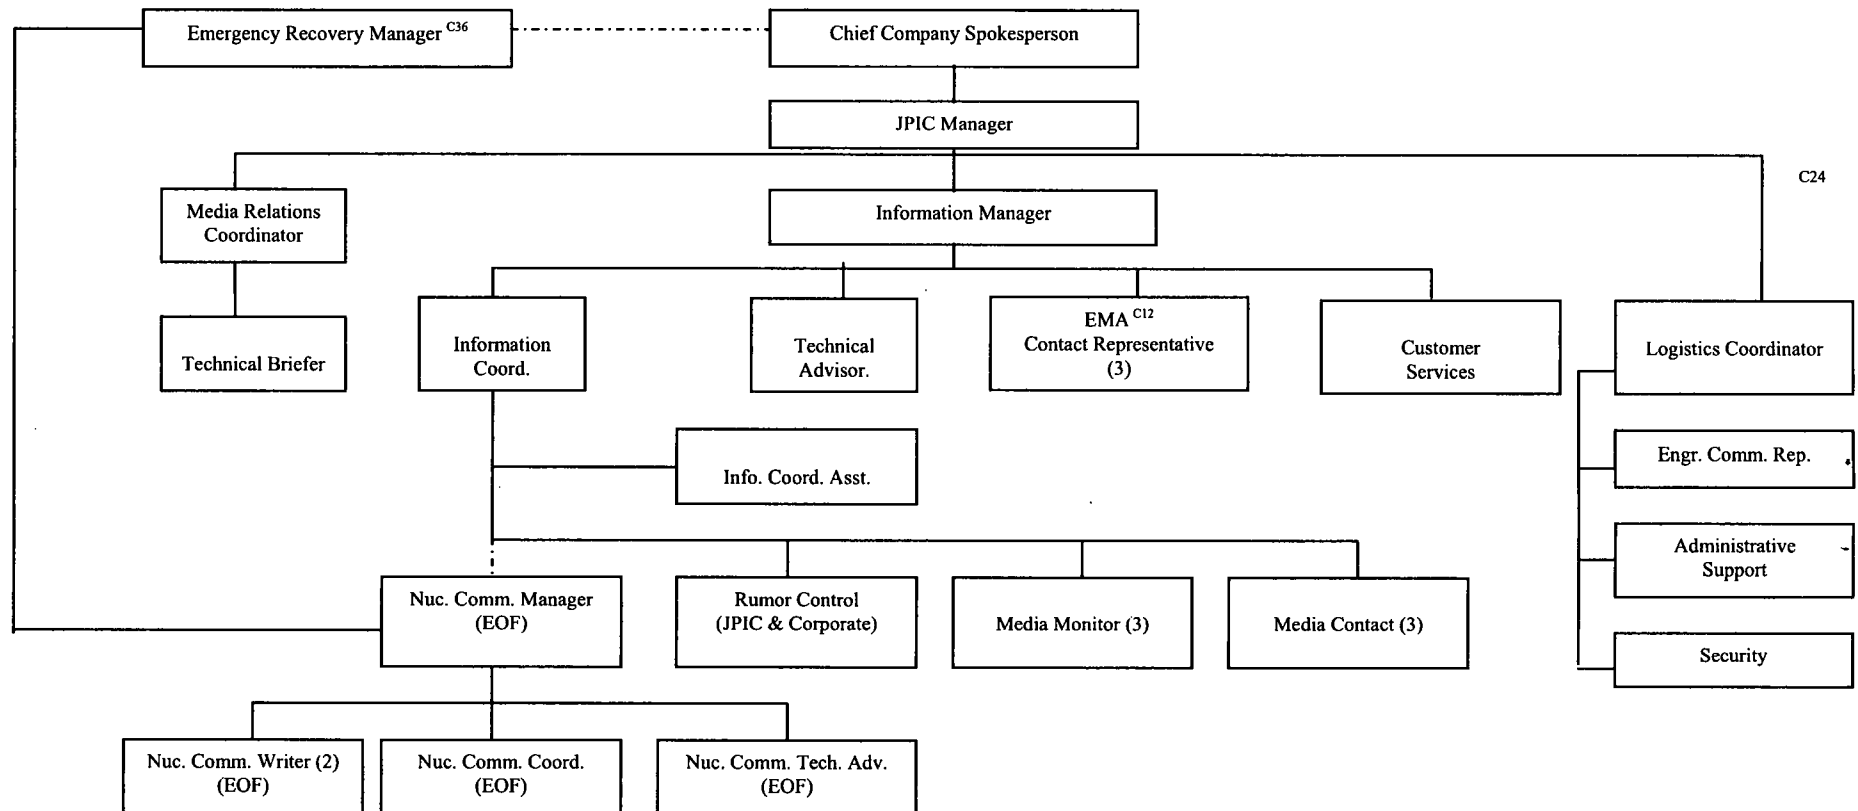 Emergency Recovery Manager C36
Chief Company Spokesperson
JPIC Manager
C24
Media Relations
Coordinator
Information Manager
Technical Briefer
Information
Coord.
Technical
Advisor.
EMA C12
Contact Representative
(3)
Customer
Services
Logistics Coordinator
Info. Coord. Asst.
Engr. Comm. Rep.
Administrative
Support
Security
Nuc. Comm. Manager
(EOF)
Rumor Control
(JPIC & Corporate)
Media Monitor (3)
Media Contact (3)
Nuc. Comm. Writer (2)
(EOF)
Nuc. Comm. Coord.
(EOF)
Nuc. Comm. Tech. Adv.
(EOF)